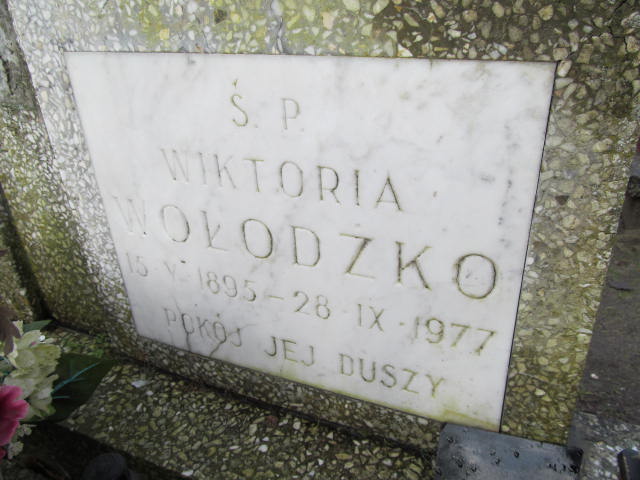 Ś. P.
WIKTORIA
WOŁODZKO
15 V 1895 – 28 IX 1977
POKÓJ JEJ DUSZY